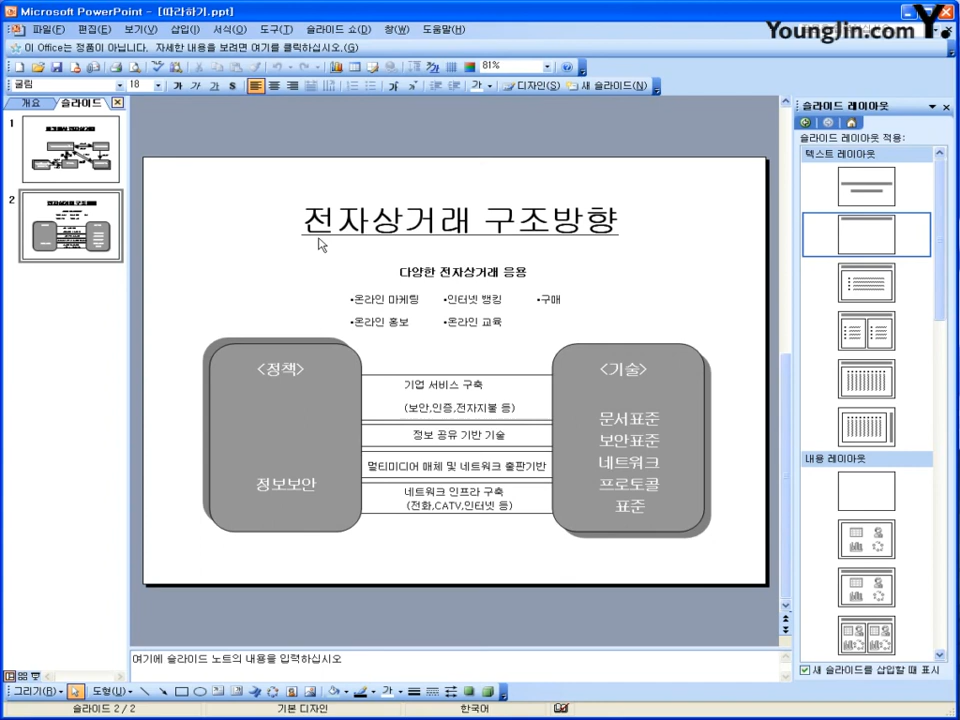 Microsoft PowerPoint - [따라하기.ppt]
YoungJin.com Y.
파일(F) 편집(E) 보기(V) 삽입(I) 서식(O) 도구(T) 슬라이드 쇼(D) 창(W) 도움말(H)
이 Office는 정품이 아닙니다. 자세한 내용을 보려면 여기를 클릭하십시오.(G)
81%
굴림 18 가 가 가 S 디자인(S) 새 슬라이드(N)
개요 슬라이드
슬라이드 레이아웃
슬라이드 레이아웃 적용:
텍스트 레이아웃
1
2
전자상거래 구조방향
다양한 전자상거래 응용
•온라인 마케팅 •인터넷 뱅킹 •구매
•온라인 홍보 •온라인 교육
<정책>
정보보안
기업 서비스 구축
(보안,인증,전자지불 등)
정보 공유 기반 기술
멀티미디어 매체 및 네트워크 출판기반
네트워크 인프라 구축
(전화,CATV,인터넷 등)
<기술>
문서표준
보안표준
네트워크
프로토콜
표준
내용 레이아웃
여기에 슬라이드 노트의 내용을 입력하십시오
새 슬라이드를 삽입할 때 표시
그리기(R) 도형(U)
슬라이드 2 / 2 기본 디자인 한국어